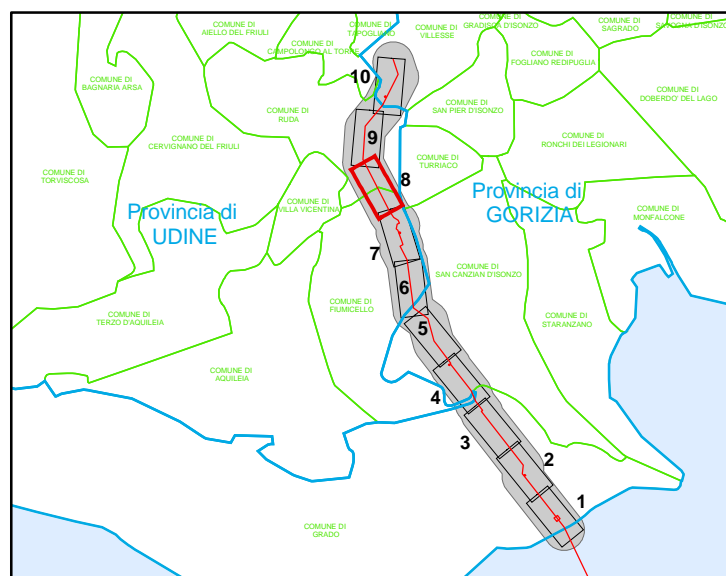 COMUNE DI
AIELLO DEL FRIULI
COMUNE DI
CAMPOLONGO AL TORRE
COMUNE DI
TAPOGLIANO
COMUNE DI
VILLESSE
COMUNE DI
GRADISCA D'ISONZO
COMUNE DI
SAGRADO
COMUNE DI
SAVOGNA D'ISONZO
COMUNE DI
BAGNARIA ARSA
COMUNE DI
FOGLIANO REDIPUGLIA
COMUNE DI
DOBERDO' DEL LAGO
10
COMUNE DI
RUDA
COMUNE DI
SAN PIER D'ISONZO
9
COMUNE DI
CERVIGNANO DEL FRIULI
COMUNE DI
RONCHI DEI LEGIONARI
COMUNE DI
TORVISCOSA
COMUNE DI
TURRIACO
8
COMUNE DI
VILLA VICENTINA
Provincia di
UDINE
Provincia di
GORIZIA
COMUNE DI
MONFALCONE
7
COMUNE DI
SAN CANZIAN D'ISONZO
6
COMUNE DI
FIUMICELLO
COMUNE DI
TERZO D'AQUILEIA
COMUNE DI
STARANZANO
5
COMUNE DI
AQUILEIA
4
3
2
1
COMUNE DI
GRADO